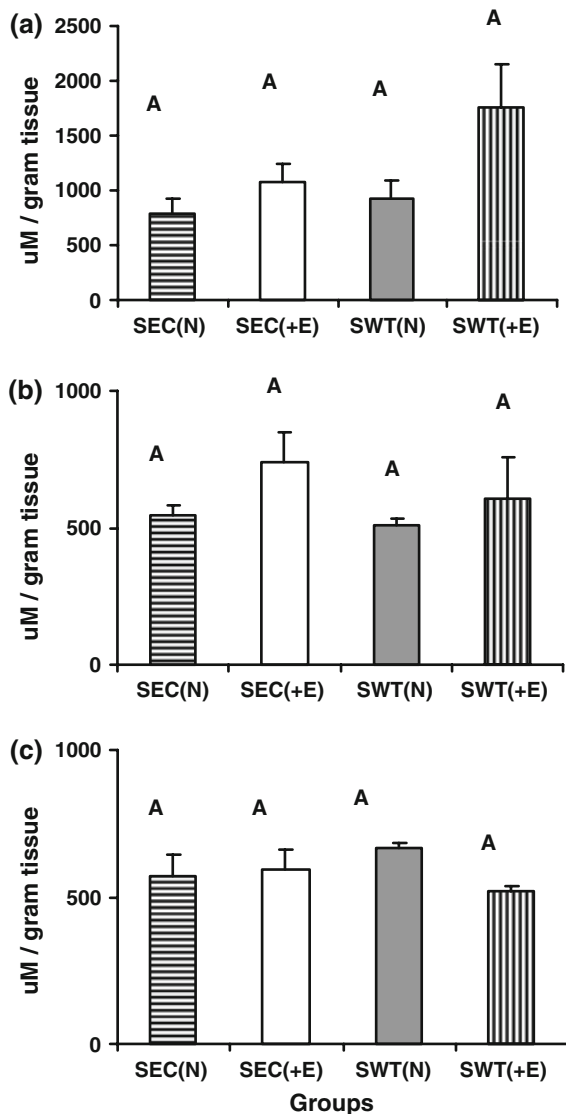 (a)
uM / gram tissue
2500
2000
1500
1000
500
0
A A A A
SEC(N) SEC(+E) SWT(N) SWT(+E)
(b)
uM / gram tissue
1000
500
0
A A A A
SEC(N) SEC(+E) SWT(N) SWT(+E)
(c)
uM / gram tissue
1000
500
0
A A A A
SEC(N) SEC(+E) SWT(N) SWT(+E)
Groups